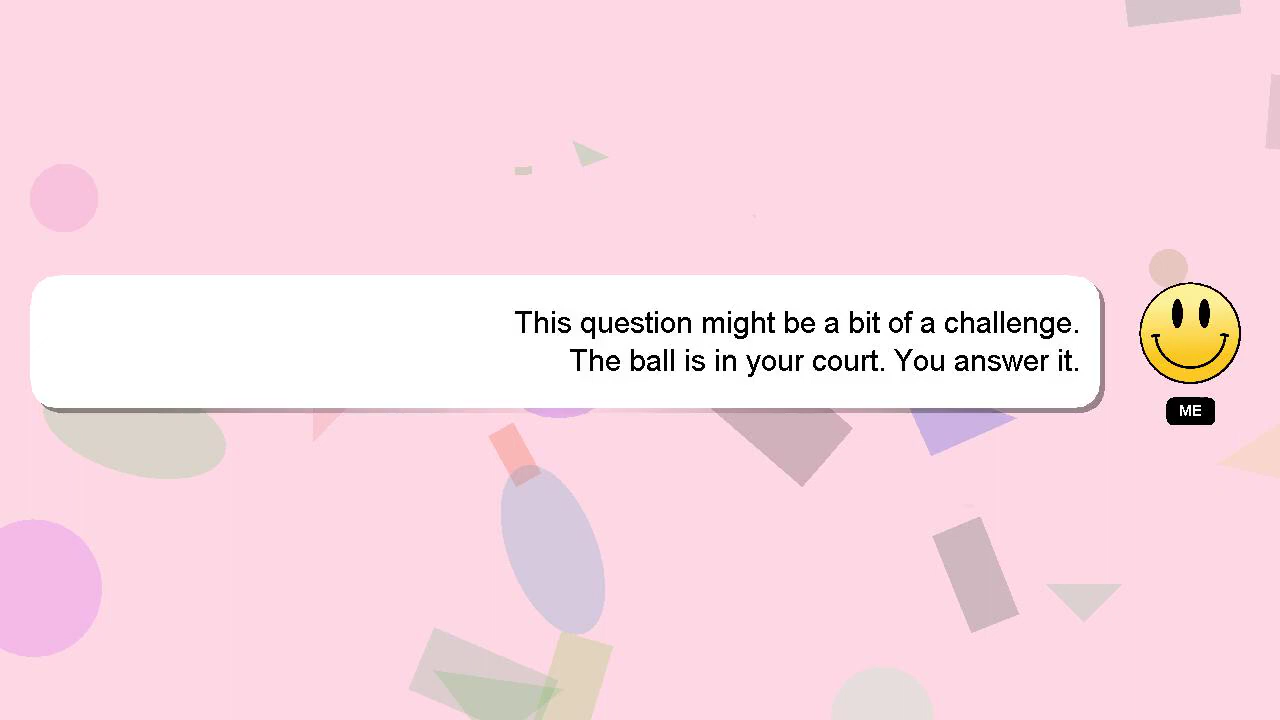 This question might be a bit of a challenge.
The ball is in your court. You answer it.
ME